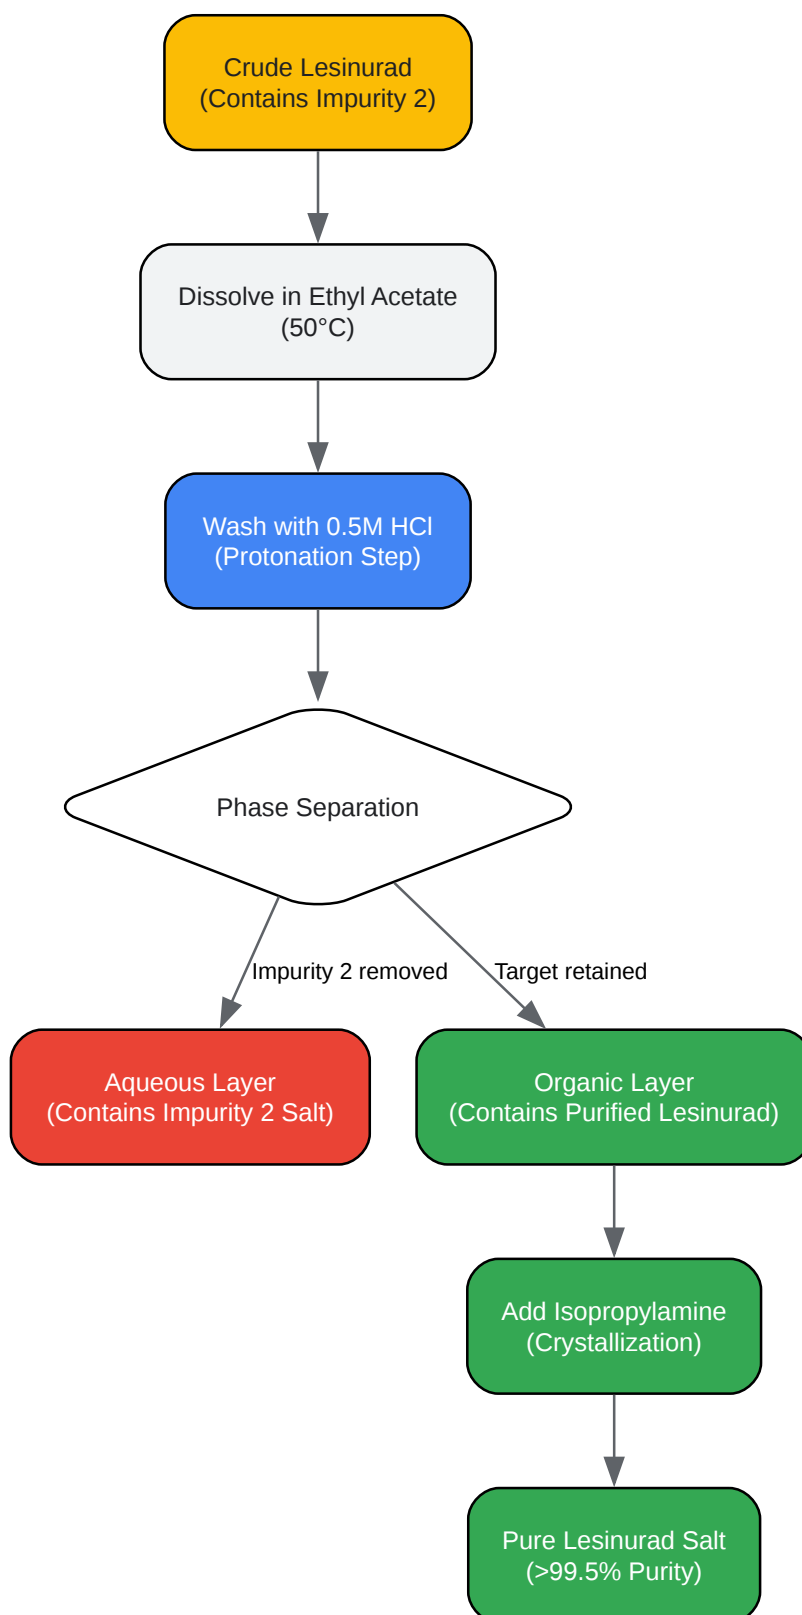 Crude Lesinurad
(Contains Impurity 2)
Dissolve in Ethyl Acetate
(50°C)
Wash with 0.5M HCl
(Protonation Step)
Phase Separation
Impurity 2 removed
Target retained
Aqueous Layer
(Contains Impurity 2 Salt)
Organic Layer
(Contains Purified Lesinurad)
Add Isopropylamine
(Crystallization)
Pure Lesinurad Salt
(>99.5% Purity)